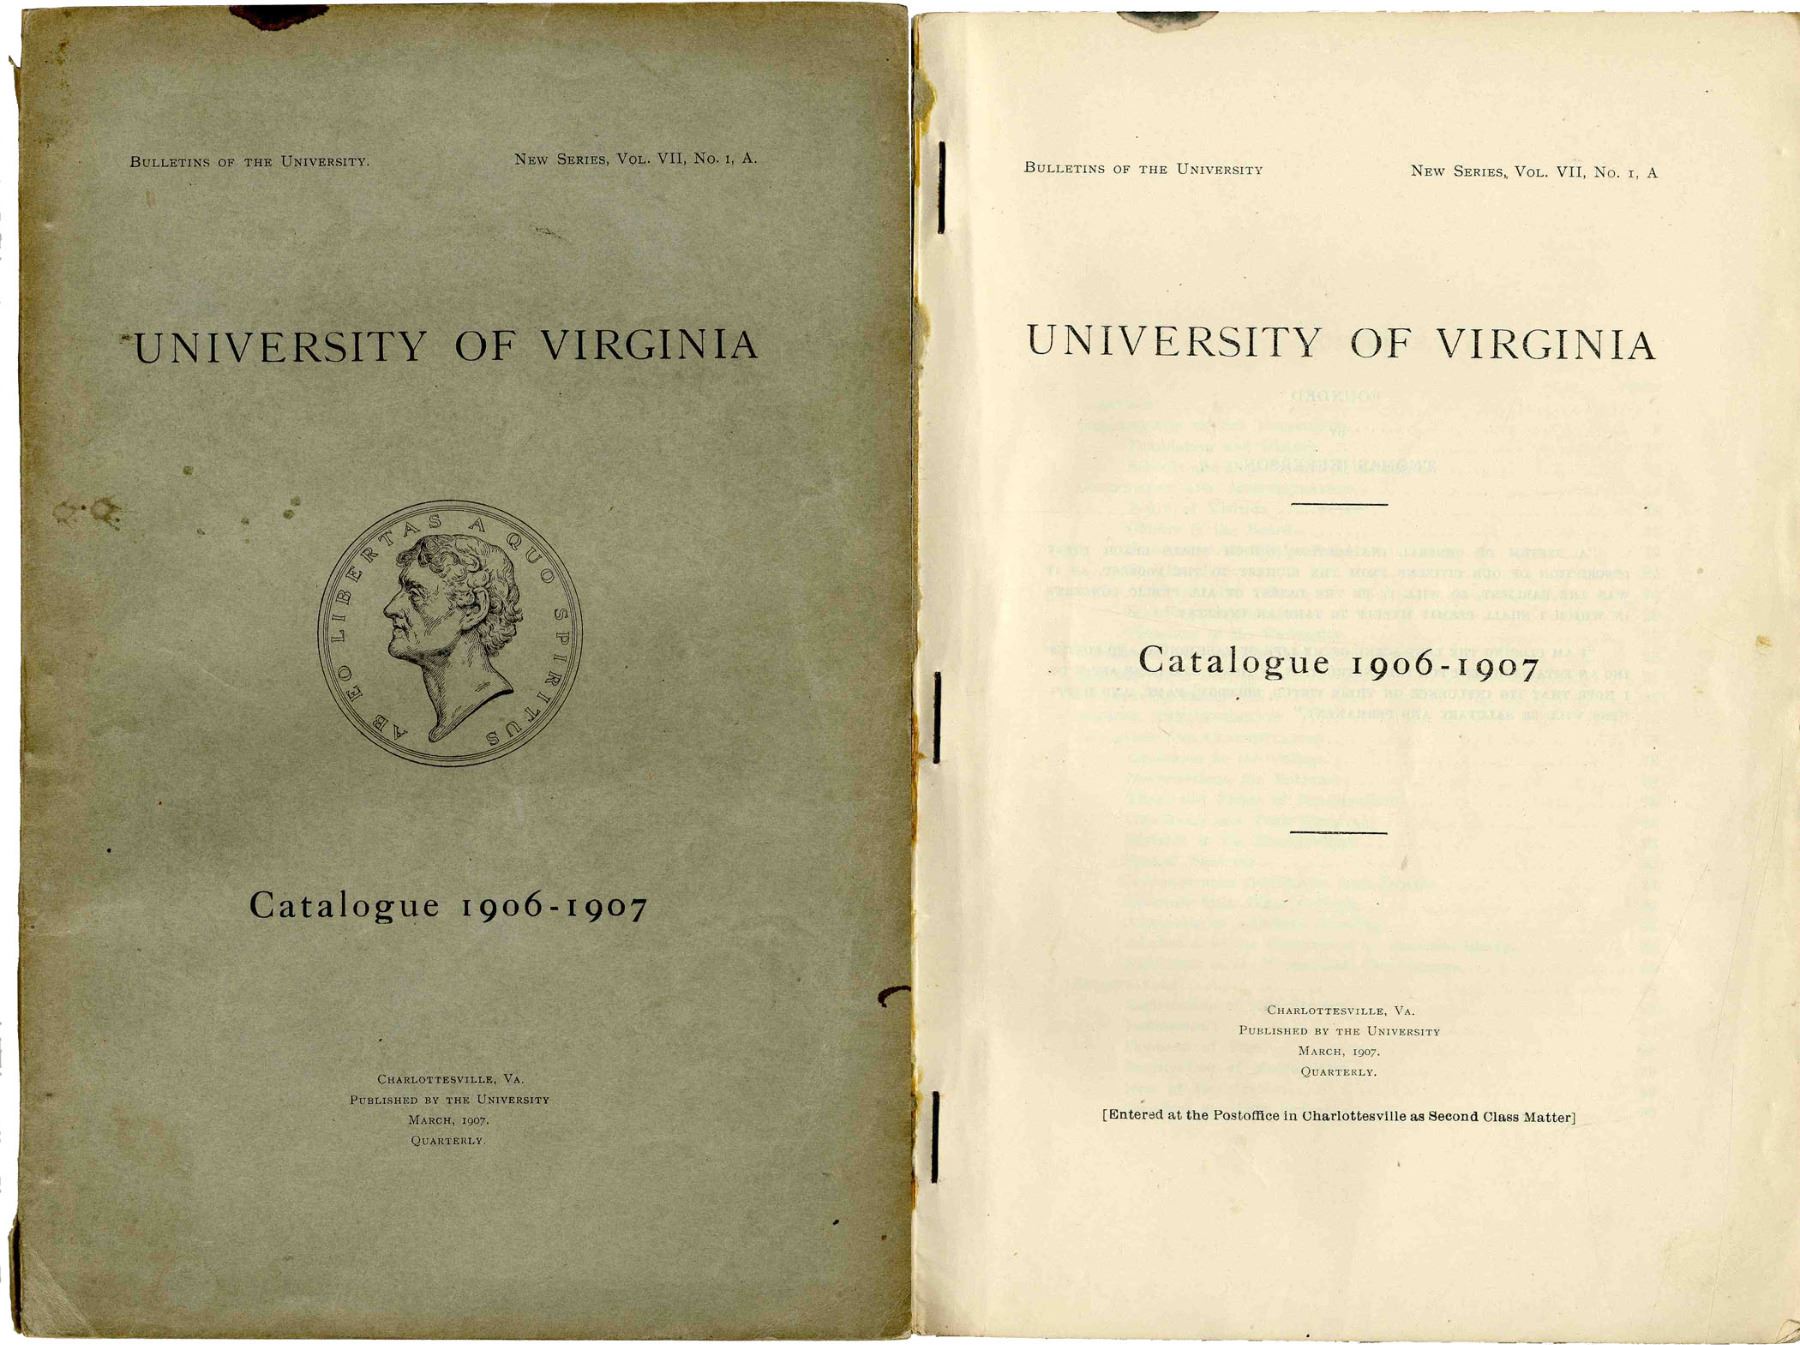 BULLETINS OF THE UNIVERSITY. NEW SERIES, VOL. VII, NO. 1, A.
UNIVERSITY OF VIRGINIA
AB EO LIBERTAS A QUO SPIRITUS
Catalogue 1906-1907
CHARLOTTESVILLE, VA.
PUBLISHED BY THE UNIVERSITY
MARCH, 1907.
QUARTERLY.
BULLETINS OF THE UNIVERSITY NEW SERIES, VOL. VII, NO. 1, A
UNIVERSITY OF VIRGINIA
Catalogue 1906-1907
CHARLOTTESVILLE, VA.
PUBLISHED BY THE UNIVERSITY
MARCH, 1907.
QUARTERLY.
[Entered at the Postoffice in Charlottesville as Second Class Matter]